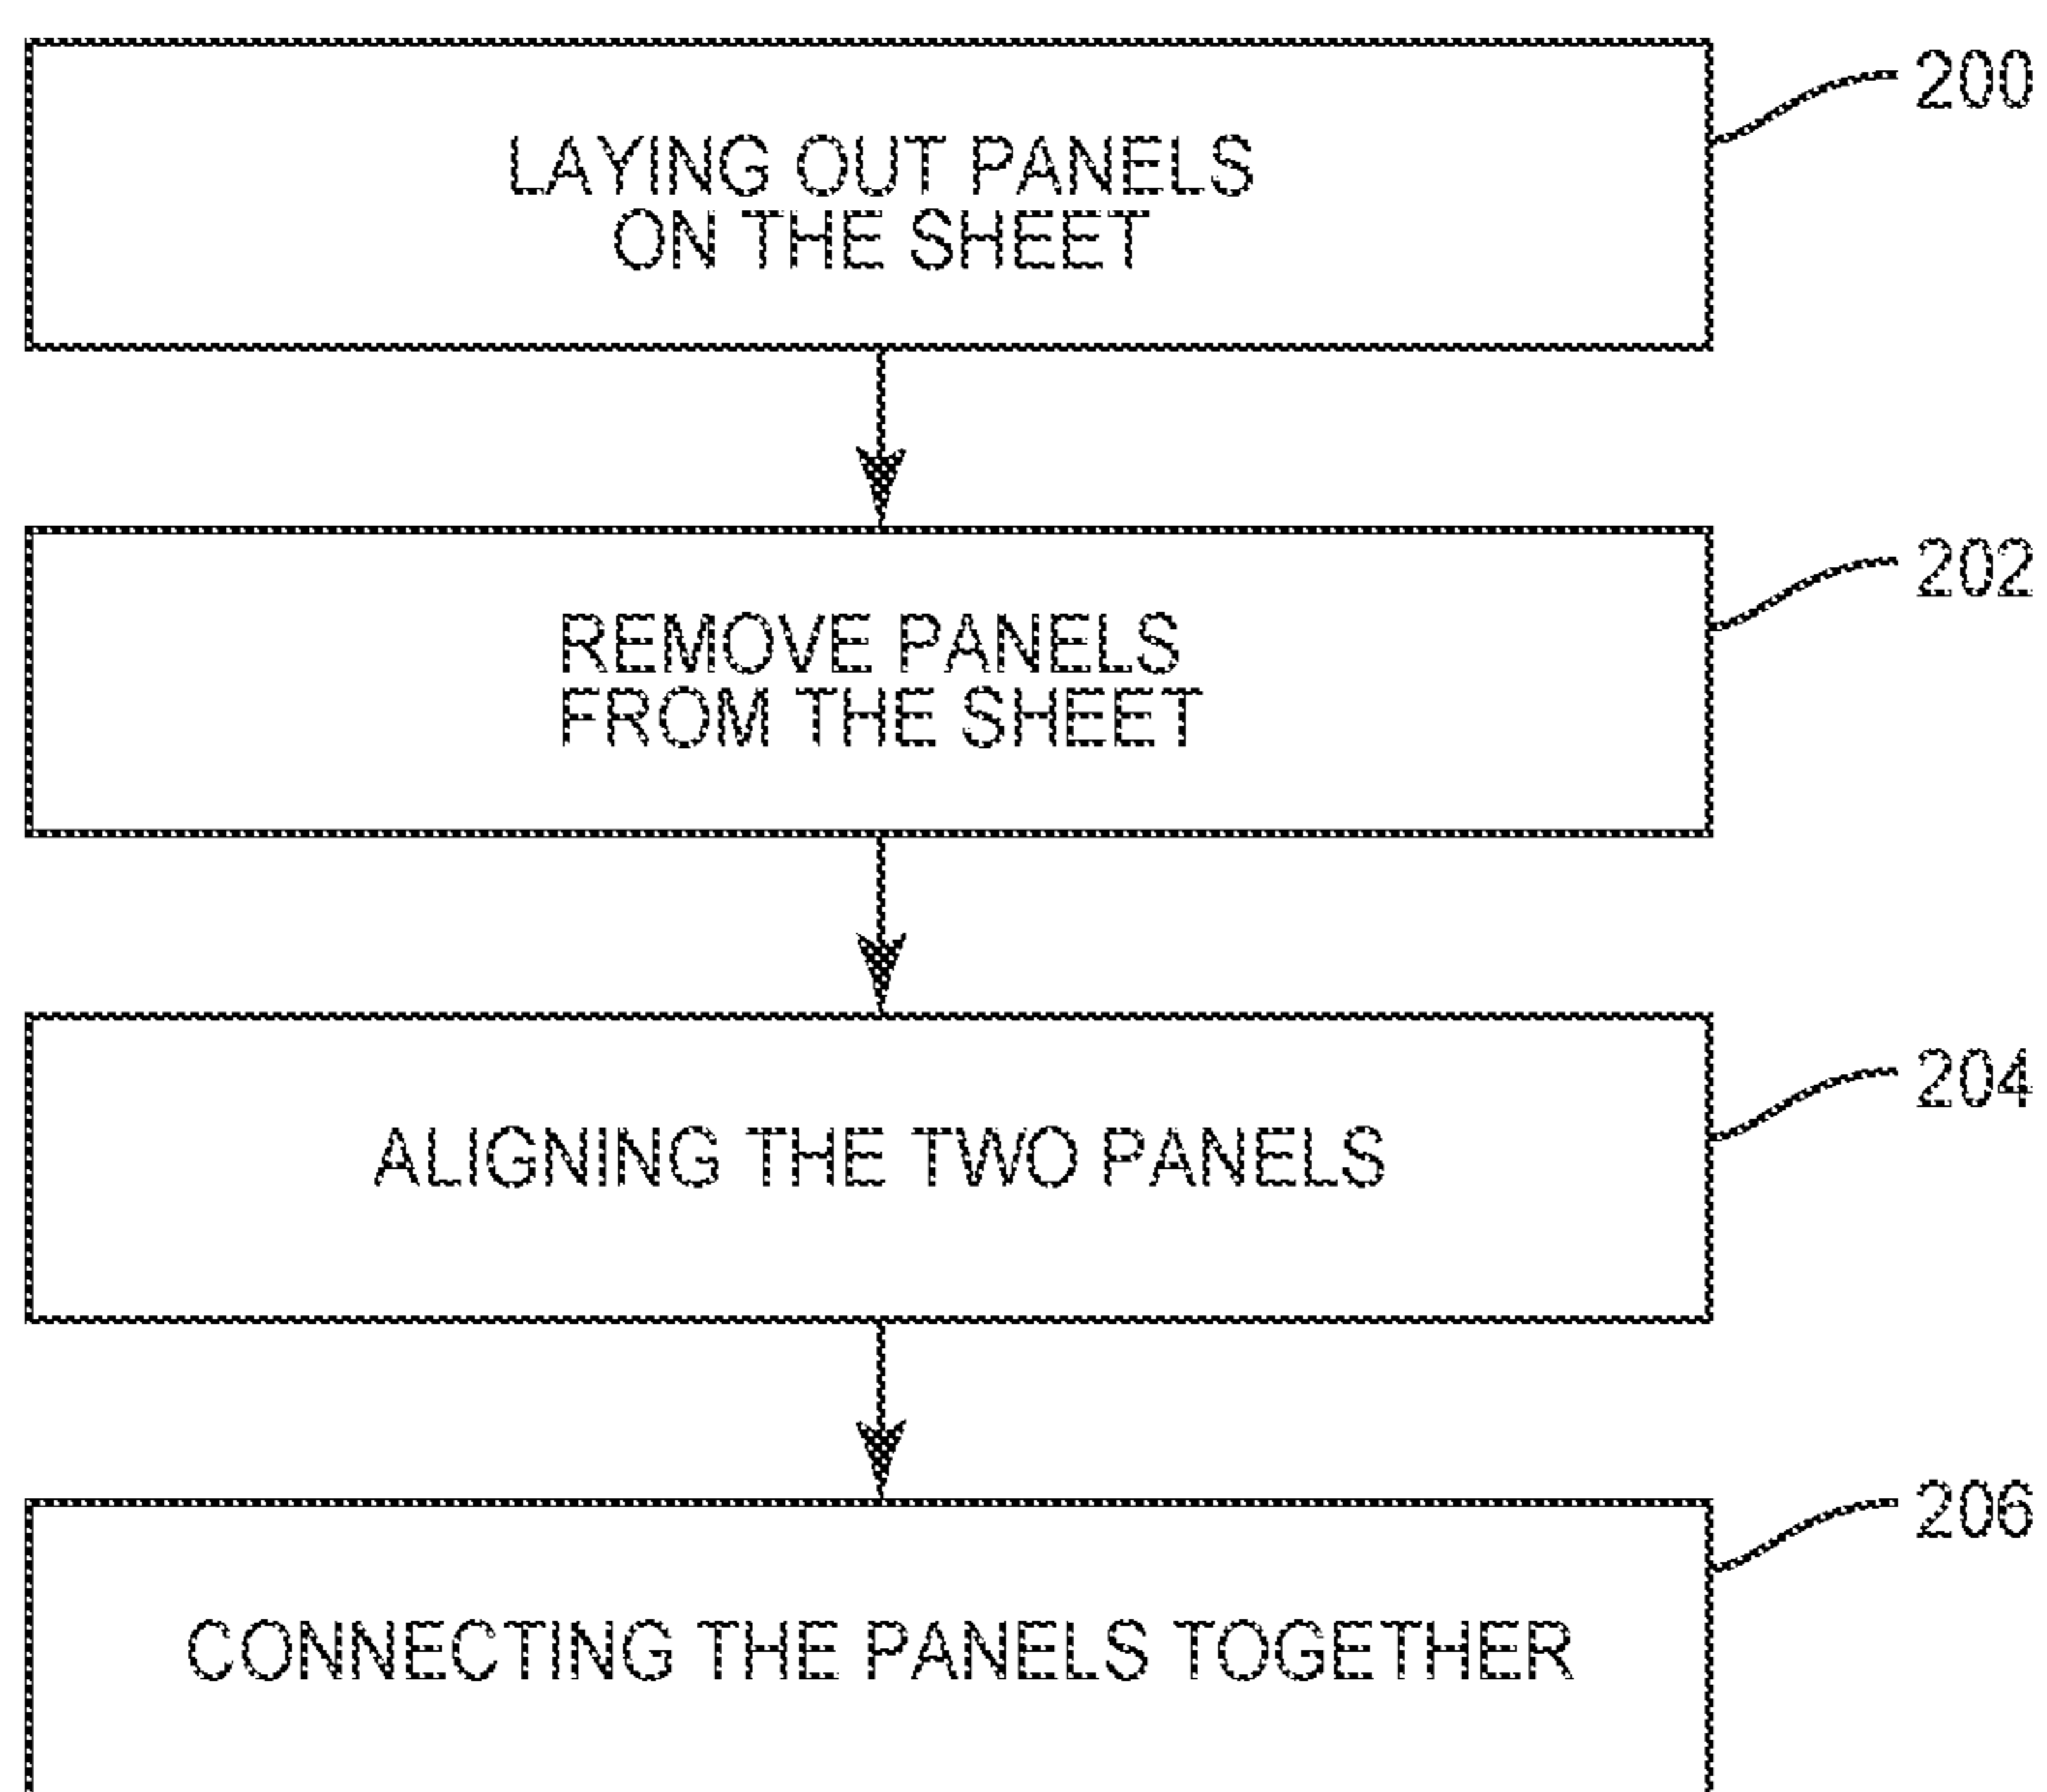 LAYING OUT PANELS
ON THE SHEET
200
REMOVE PANELS
FROM THE SHEET
202
ALIGNING THE TWO PANELS
204
CONNECTING THE PANELS TOGETHER
206